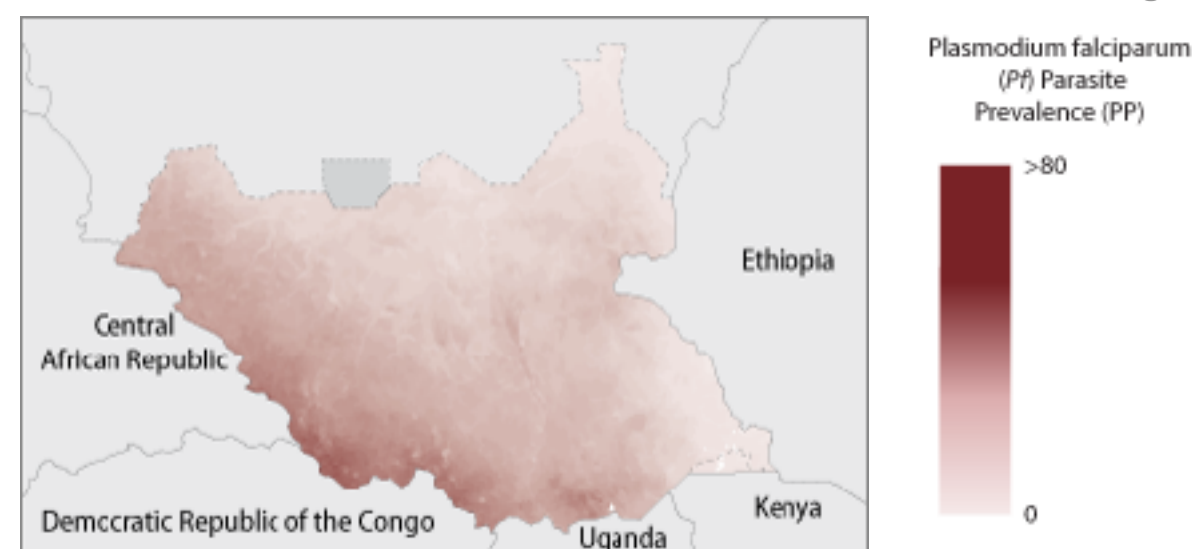 Plasmodium falciparum
(Pf) Parasite
Prevalence (PP)
>80
Ethiopia
Central
African Republic
Demccratic Republic of the Congo
Kenya
0
Uganda